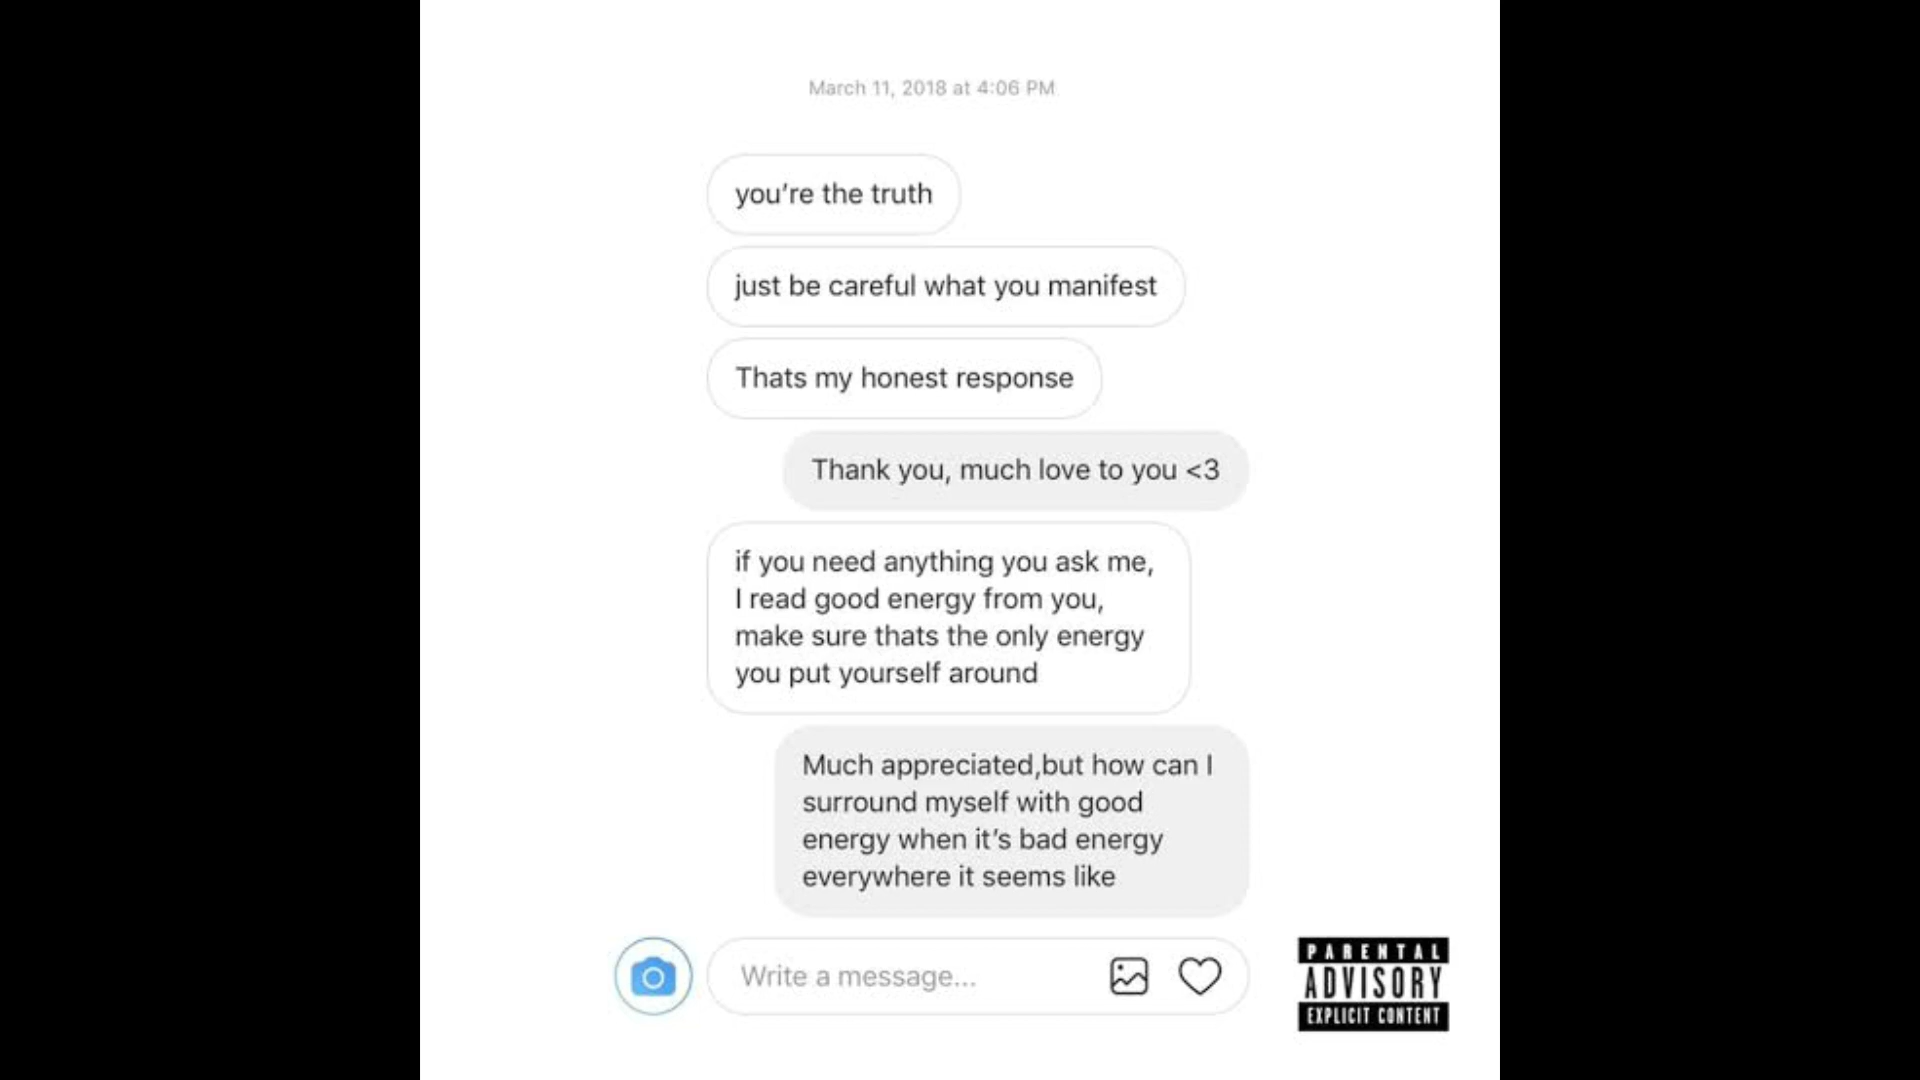 March 11, 2018 at 4:06 PM
you’re the truth
just be careful what you manifest
Thats my honest response
Thank you, much love to you <3
if you need anything you ask me,
I read good energy from you,
make sure thats the only energy
you put yourself around
Much appreciated,but how can I
surround myself with good
energy when it’s bad energy
everywhere it seems like
Write a message...
PARENTAL
ADVISORY
EXPLICIT CONTENT